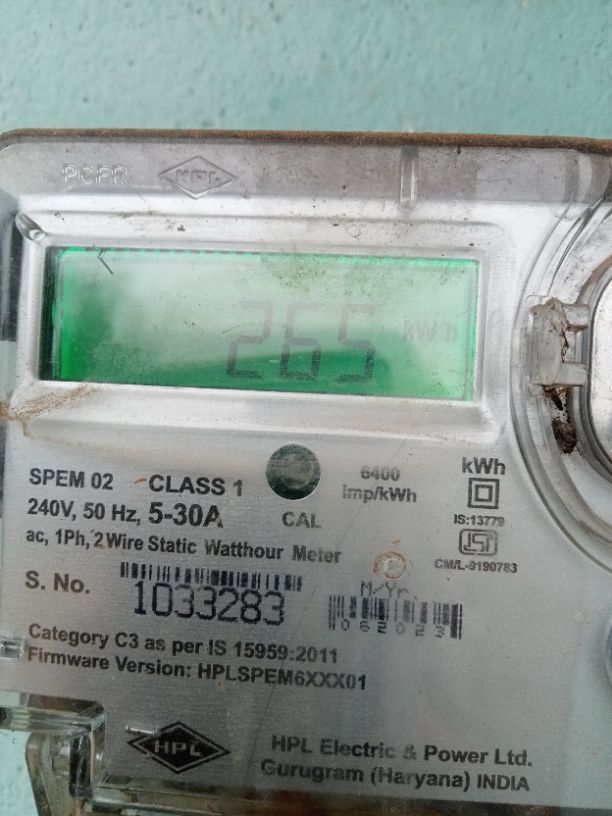 PCPR HPL
265 kWh
SPEM 02 CLASS 1
240V, 50 Hz, 5-30A
ac, 1Ph, 2Wire Static Watthour Meter
CAL
6400
imp/kWh
kWh
IS:13779
ISI
CM/L-9190783
S. No. 1033283
M/Yr.
062023
Category C3 as per IS 15959:2011
Firmware Version: HPLSPEM6XXX01
HPL
HPL Electric & Power Ltd.
Gurugram (Haryana) INDIA